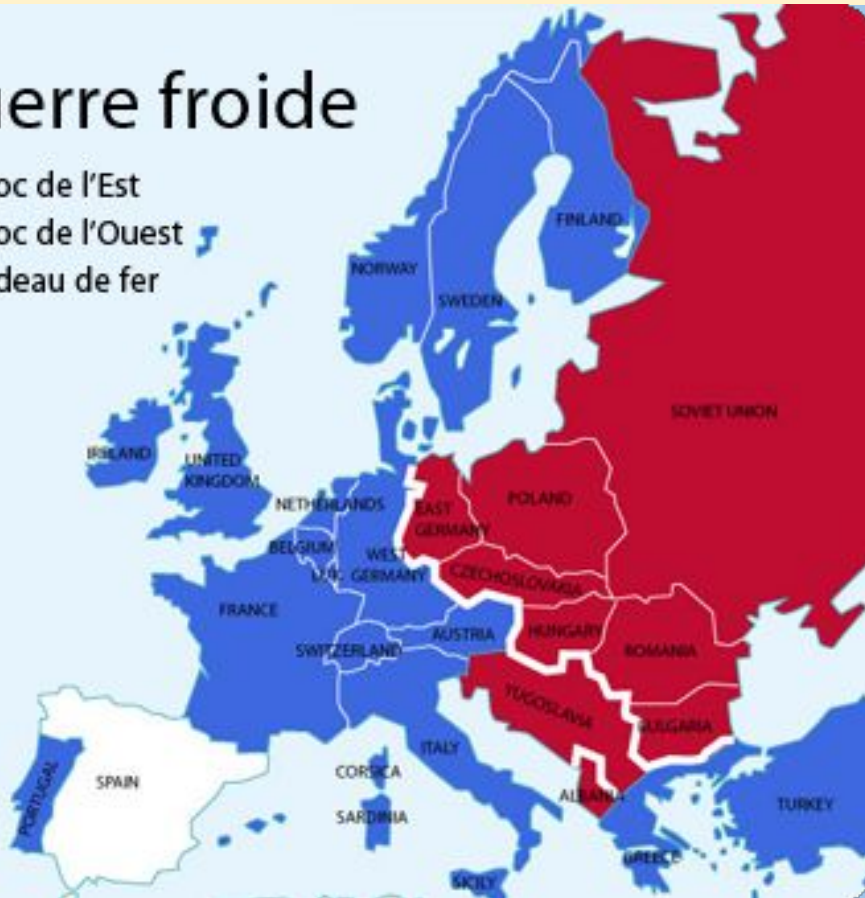 uerre froide
oc de l'Est
oc de l'Ouest
deau de fer
FINLAND
NORWAY
SWEDEN
SOVIET UNION
IRELAND
UNITED
KINGDOM
NETHERLANDS
EAST
GERMANY
POLAND
BELGIUM
WEST
GERMANY
LUX.
CZECHOSLOVAKIA
FRANCE
AUSTRIA
HUNGARY
SWITZERLAND
ROMANIA
YUGOSLAVIA
BULGARIA
ITALY
PORTUGAL
SPAIN
CORSICA
ALBANIA
TURKEY
SARDINIA
GREECE
SICILY